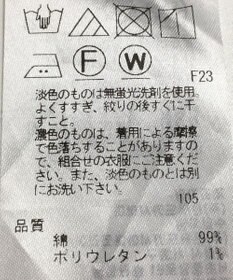 F W
F23
淡色のものは無蛍光洗剤を使用。
よくすすぎ、絞りの後すぐに干
すこと。
濃色のものは、着用による摩擦
で色落ちすることがありますの
で、組合せの衣服にご注意くだ
さい。また、淡色のものとは別
にお洗い下さい。
105
品質
綿 99%
ポリウレタン 1%